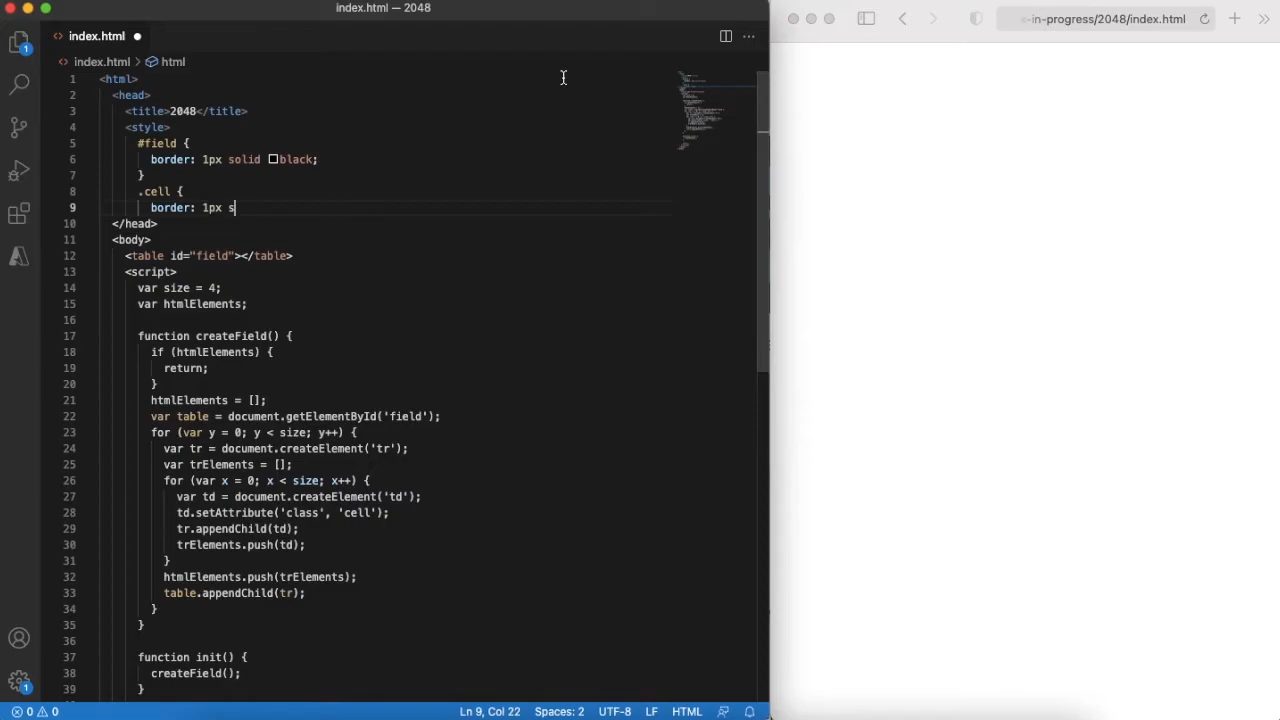 index.html — 2048
index.html
c-in-progress/2048/index.html
index.html > html
1 <html>
2 <head>
3 <title>2048</title>
4 <style>
5 #field {
6 border: 1px solid black;
7 }
8 .cell {
9 border: 1px s
10 </head>
11 <body>
12 <table id="field"></table>
13 <script>
14 var size = 4;
15 var htmlElements;
16
17 function createField() {
18 if (htmlElements) {
19 return;
20 }
21 htmlElements = [];
22 var table = document.getElementById('field');
23 for (var y = 0; y < size; y++) {
24 var tr = document.createElement('tr');
25 var trElements = [];
26 for (var x = 0; x < size; x++) {
27 var td = document.createElement('td');
28 td.setAttribute('class', 'cell');
29 tr.appendChild(td);
30 trElements.push(td);
31 }
32 htmlElements.push(trElements);
33 table.appendChild(tr);
34 }
35 }
36
37 function init() {
38 createField();
39 }
1
1
0 0 Ln 9, Col 22 Spaces: 2 UTF-8 LF HTML